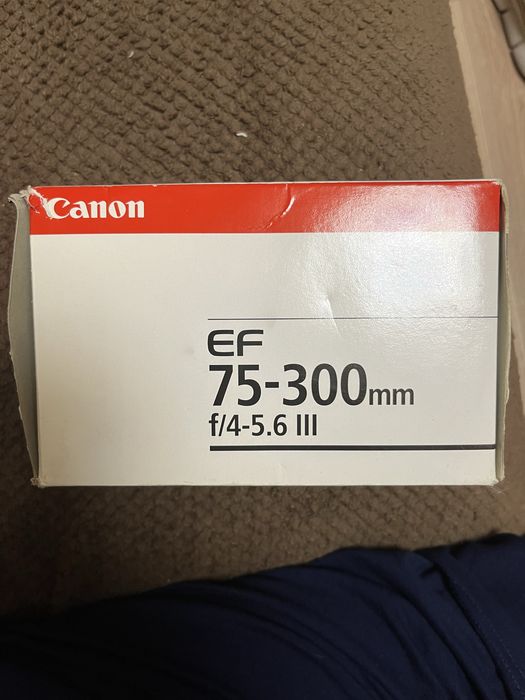 Canon
EF
75-300mm
f/4-5.6 III